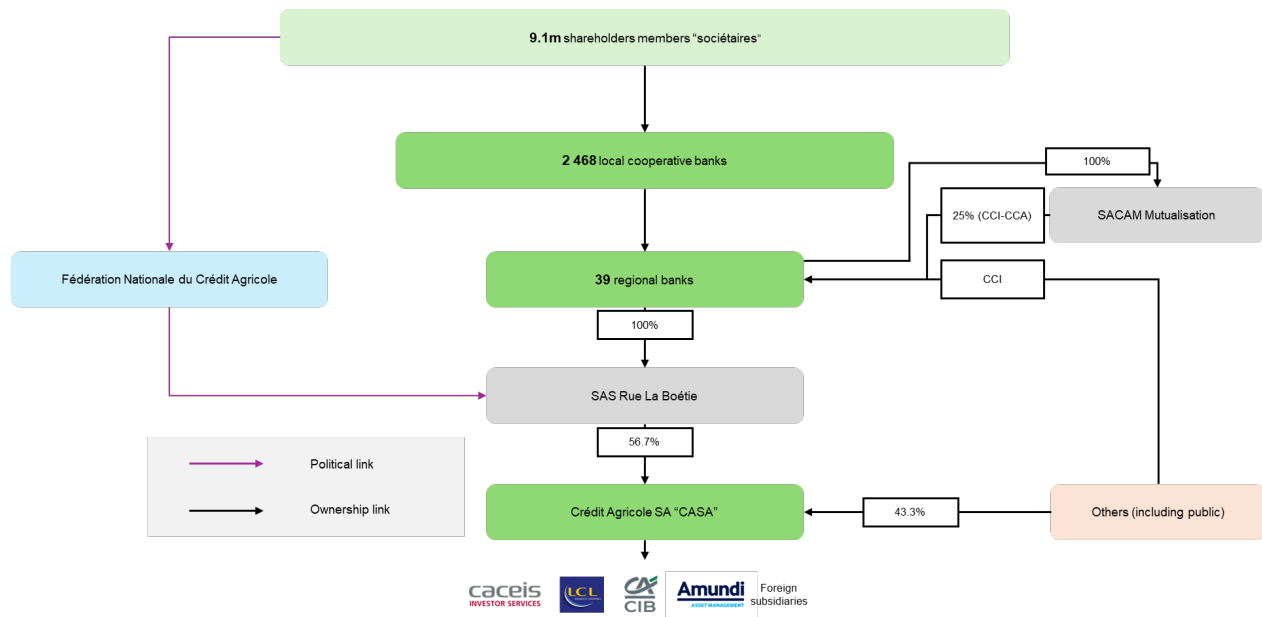 9.1m shareholders members “sociétaires”
2 468 local cooperative banks
100%
25% (CCI-CCA)
SACAM Mutualisation
Fédération Nationale du Crédit Agricole
39 regional banks
CCI
100%
SAS Rue La Boétie
56.7%
Political link
Ownership link
Crédit Agricole SA “CASA”
43.3%
Others (including public)
caceis
INVESTOR SERVICES
LCL
CA
CIB
Amundi
ASSET MANAGEMENT
Foreign
subsidiaries